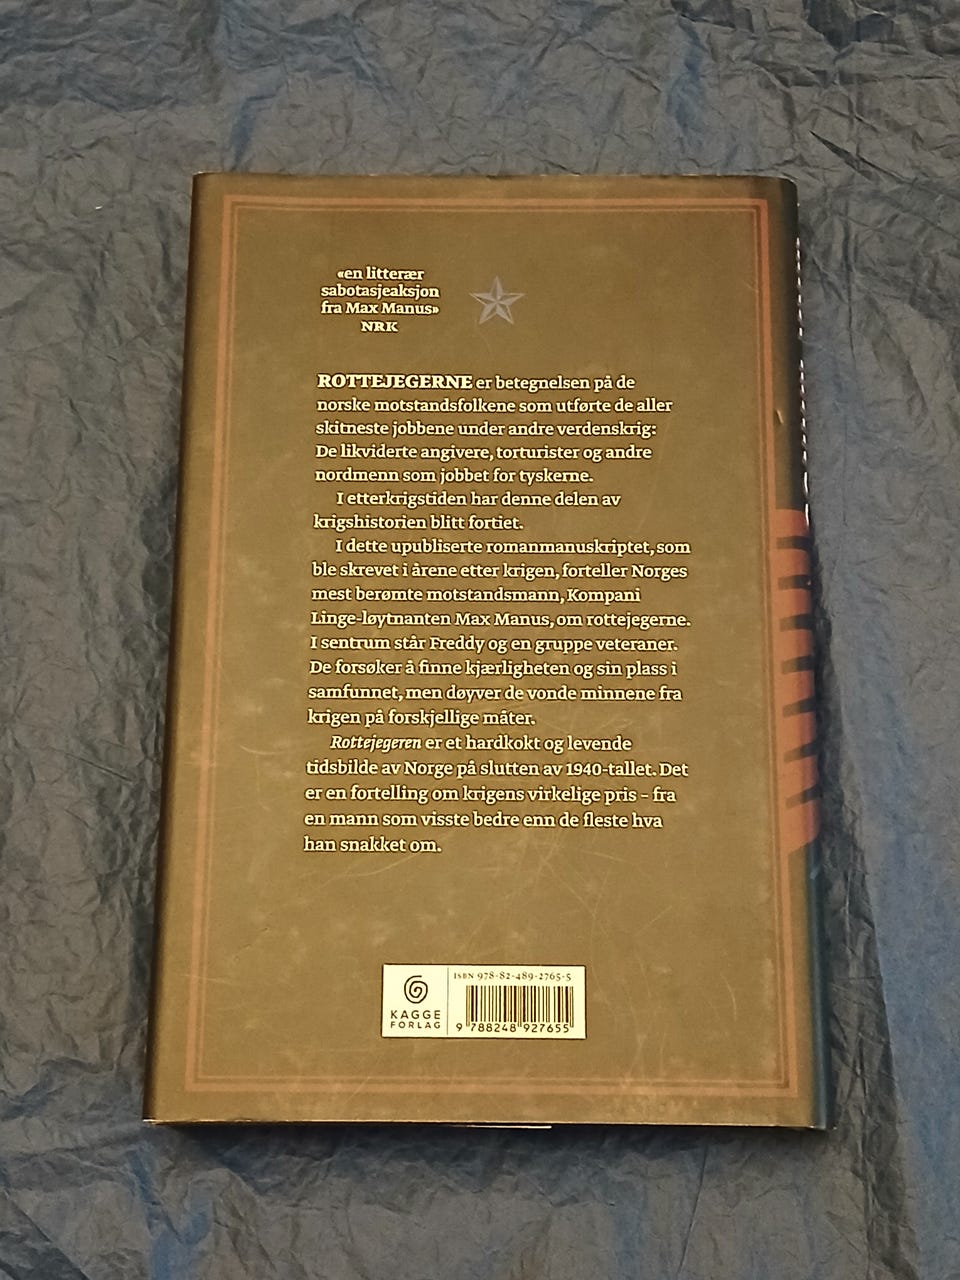 «en litterær
sabotasjeaksjon
fra Max Manus»
NRK
ROTTEJEGERNE er betegnelsen på de
norske motstandsfolkene som utførte de aller
skitneste jobbene under andre verdenskrig:
De likviderte angivere, torturister og andre
nordmenn som jobbet for tyskerne.
I etterkrigstiden har denne delen av
krigshistorien blitt fortiet.
I dette upubliserte romanmanuskriptet, som
ble skrevet i årene etter krigen, forteller Norges
mest berømte motstandsmann, Kompani
Linge-løytnanten Max Manus, om rottejegerne.
I sentrum står Freddy og en gruppe veteraner.
De forsøker å finne kjærligheten og sin plass i
samfunnet, men døyver de vonde minnene fra
krigen på forskjellige måter.
Rottejegeren er et hardkokt og levende
tidsbilde av Norge på slutten av 1940-tallet. Det
er en fortelling om krigens virkelige pris – fra
en mann som visste bedre enn de fleste hva
han snakket om.
KAGGE
FORLAG
ISBN 978-82-489-2765-5
9 788248 927655